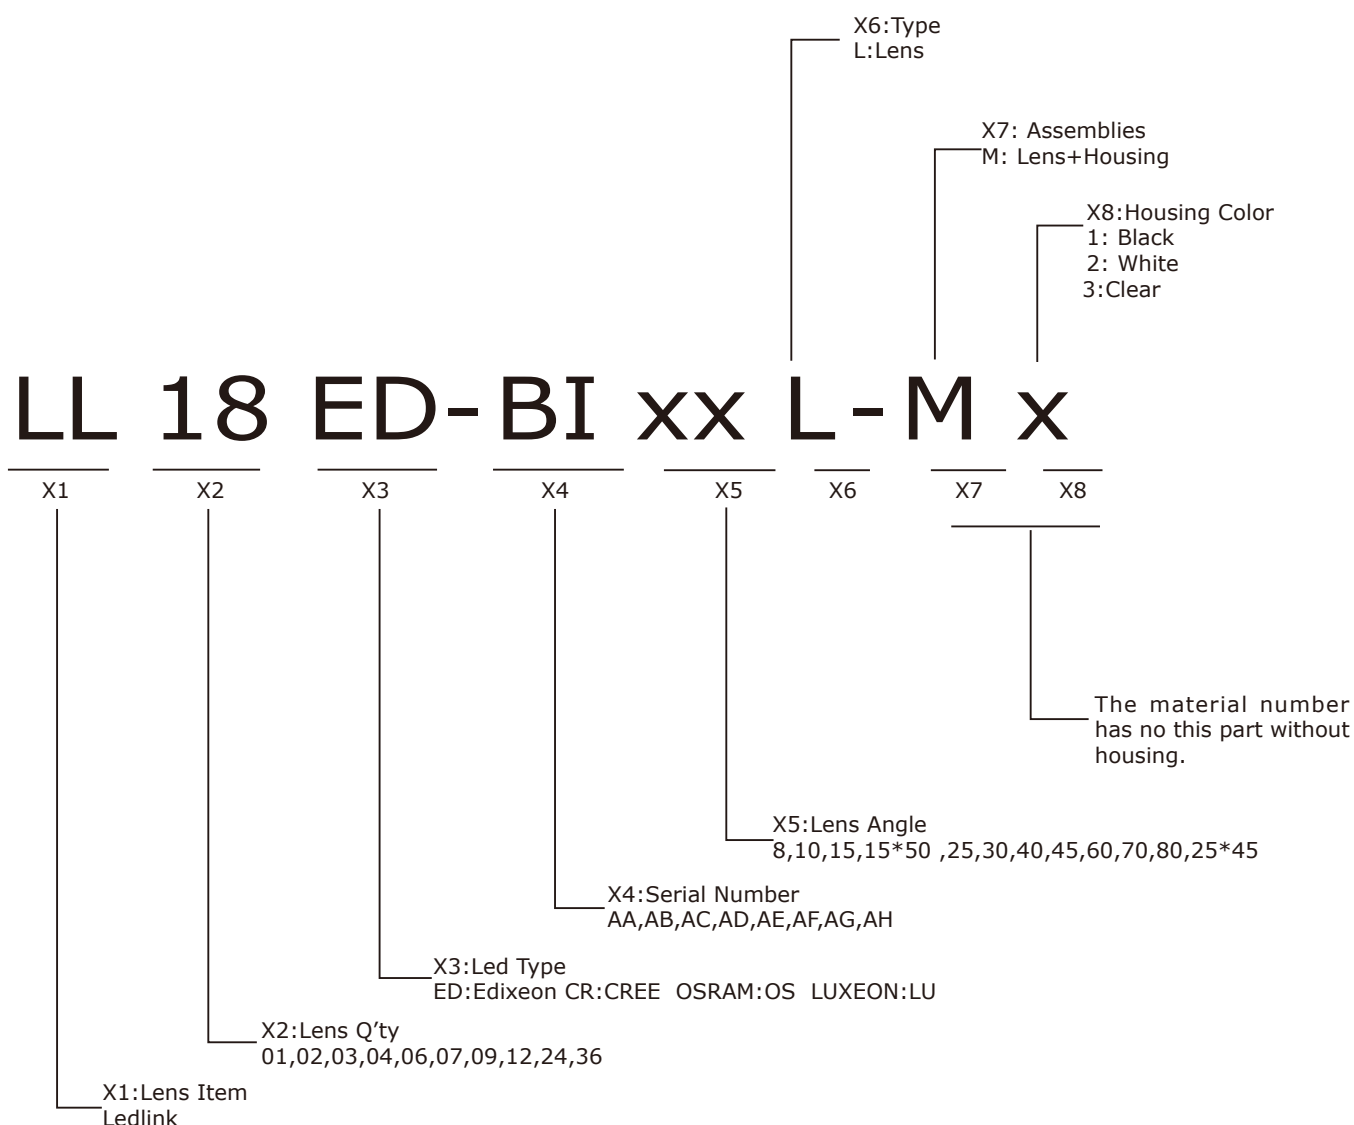 X6:Type
L:Lens
X7: Assemblies
M: Lens+Housing
X8:Housing Color
1: Black
2: White
3:Clear
LL 18 ED-BI xx L-M x
X1 X2 X3 X4 X5 X6 X7 X8
The material number
has no this part without
housing.
X5:Lens Angle
8,10,15,15*50 ,25,30,40,45,60,70,80,25*45
X4:Serial Number
AA,AB,AC,AD,AE,AF,AG,AH
X3:Led Type
ED:Edixeon CR:CREE OSRAM:OS LUXEON:LU
X2:Lens Q’ty
01,02,03,04,06,07,09,12,24,36
X1:Lens Item
Ledlink